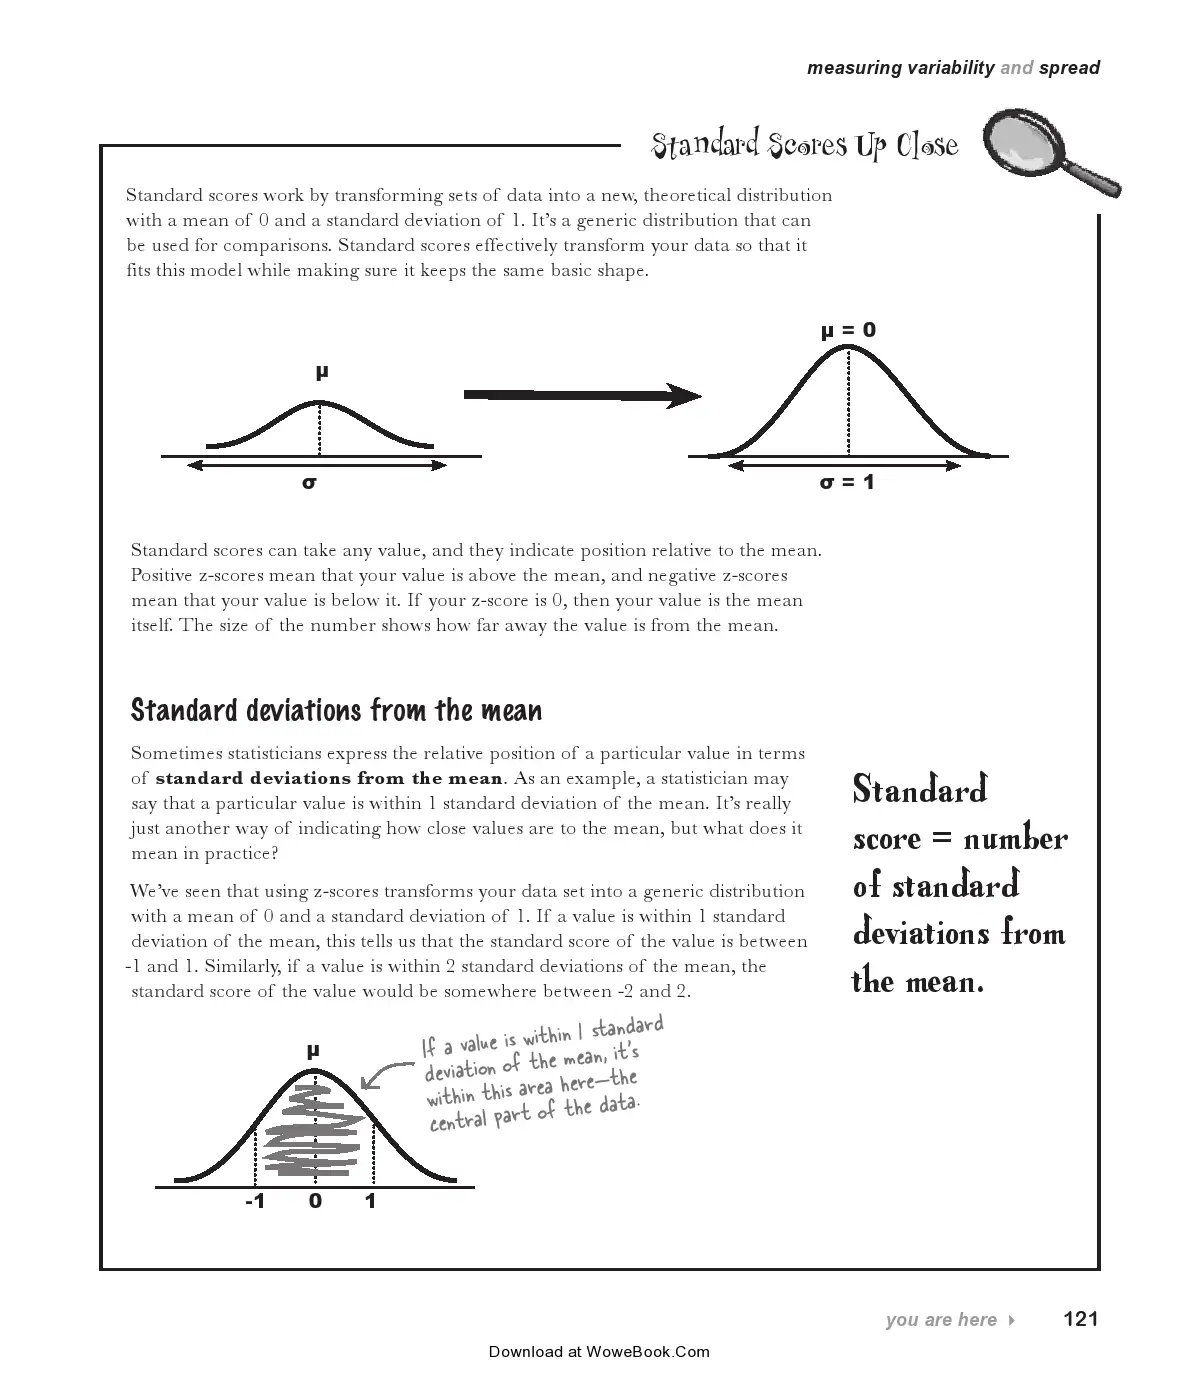 measuring variability and spread
Standard Scores Up Close
Standard scores work by transforming sets of data into a new, theoretical distribution
with a mean of 0 and a standard deviation of 1. It’s a generic distribution that can
be used for comparisons. Standard scores effectively transform your data so that it
fits this model while making sure it keeps the same basic shape.
μ = 0
μ
σ
σ = 1
Standard scores can take any value, and they indicate position relative to the mean.
Positive z-scores mean that your value is above the mean, and negative z-scores
mean that your value is below it. If your z-score is 0, then your value is the mean
itself. The size of the number shows how far away the value is from the mean.
Standard deviations from the mean
Sometimes statisticians express the relative position of a particular value in terms
of standard deviations from the mean. As an example, a statistician may
say that a particular value is within 1 standard deviation of the mean. It’s really
just another way of indicating how close values are to the mean, but what does it
mean in practice?
We’ve seen that using z-scores transforms your data set into a generic distribution
with a mean of 0 and a standard deviation of 1. If a value is within 1 standard
deviation of the mean, this tells us that the standard score of the value is between
-1 and 1. Similarly, if a value is within 2 standard deviations of the mean, the
standard score of the value would be somewhere between -2 and 2.
Standard
score = number
of standard
deviations from
the mean.
μ
If a value is within 1 standard
deviation of the mean, it's
within this area here—the
central part of the data.
-1 0 1
you are here 121
Download at WoweBook.Com